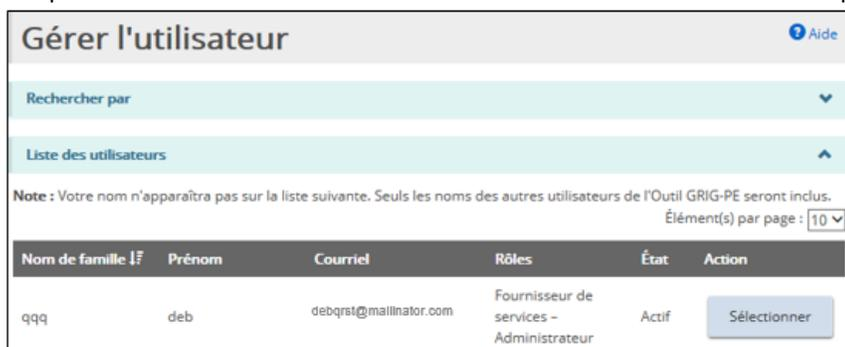 Gérer l'utilisateur
Aide
Rechercher par
Liste des utilisateurs
Note : Votre nom n'apparaîtra pas sur la liste suivante. Seuls les noms des autres utilisateurs de l'Outil GRIG-PE seront inclus.
Élément(s) par page : 10
Nom de famille Prénom Courriel Rôles État Action
qqq deb debqrst@mailinator.com Fournisseur de services – Administrateur Actif Sélectionner